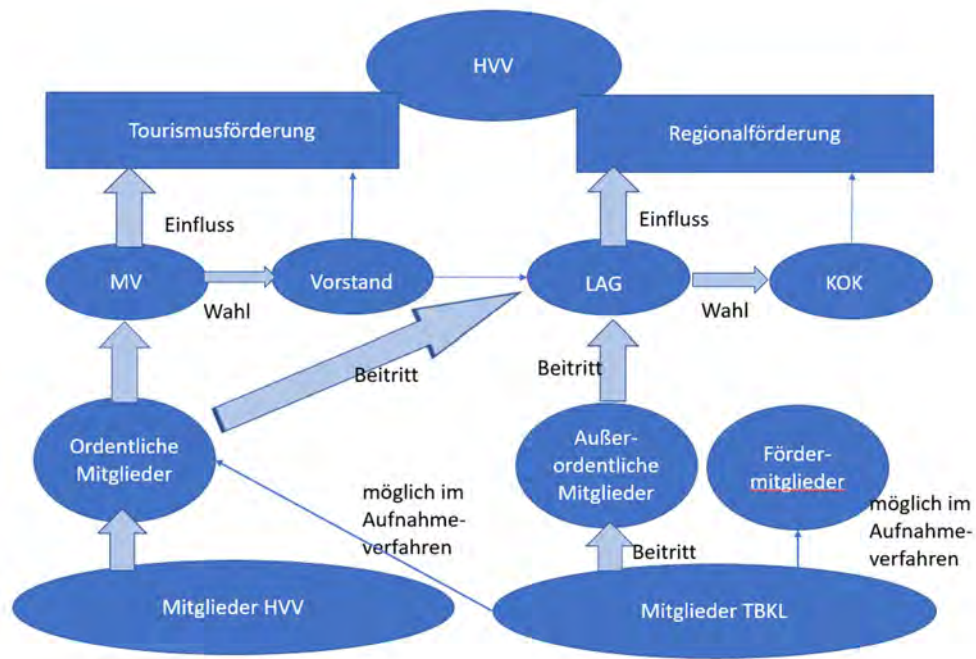 HVV
Tourismusförderung
Regionalförderung
Einfluss
Einfluss
MV
Vorstand
LAG
KOK
Wahl
Wahl
Beitritt
Beitritt
Ordentliche
Mitglieder
Außer-
ordentliche
Mitglieder
Förder-
mitglieder
möglich im
Aufnahme-
verfahren
möglich im
Aufnahme-
verfahren
Beitritt
Mitglieder HVV
Mitglieder TBKL